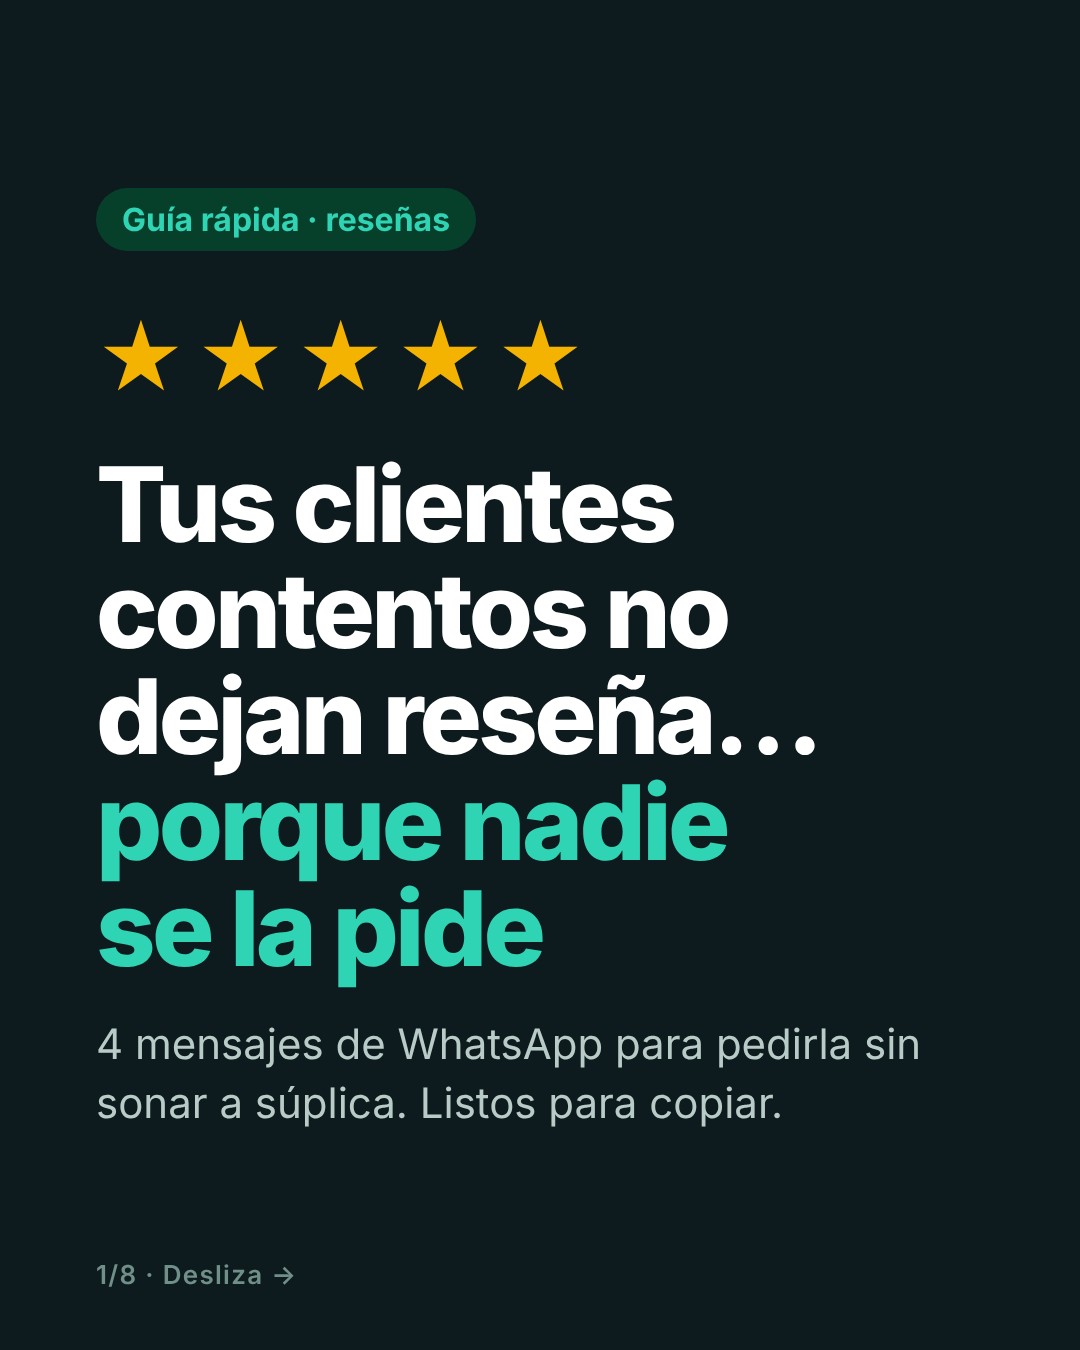 Guía rápida · reseñas
★★★★★
Tus clientes
contentos no
dejan reseña…
porque nadie
se la pide
4 mensajes de WhatsApp para pedirla sin
sonar a súplica. Listos para copiar.
1/8 · Desliza →